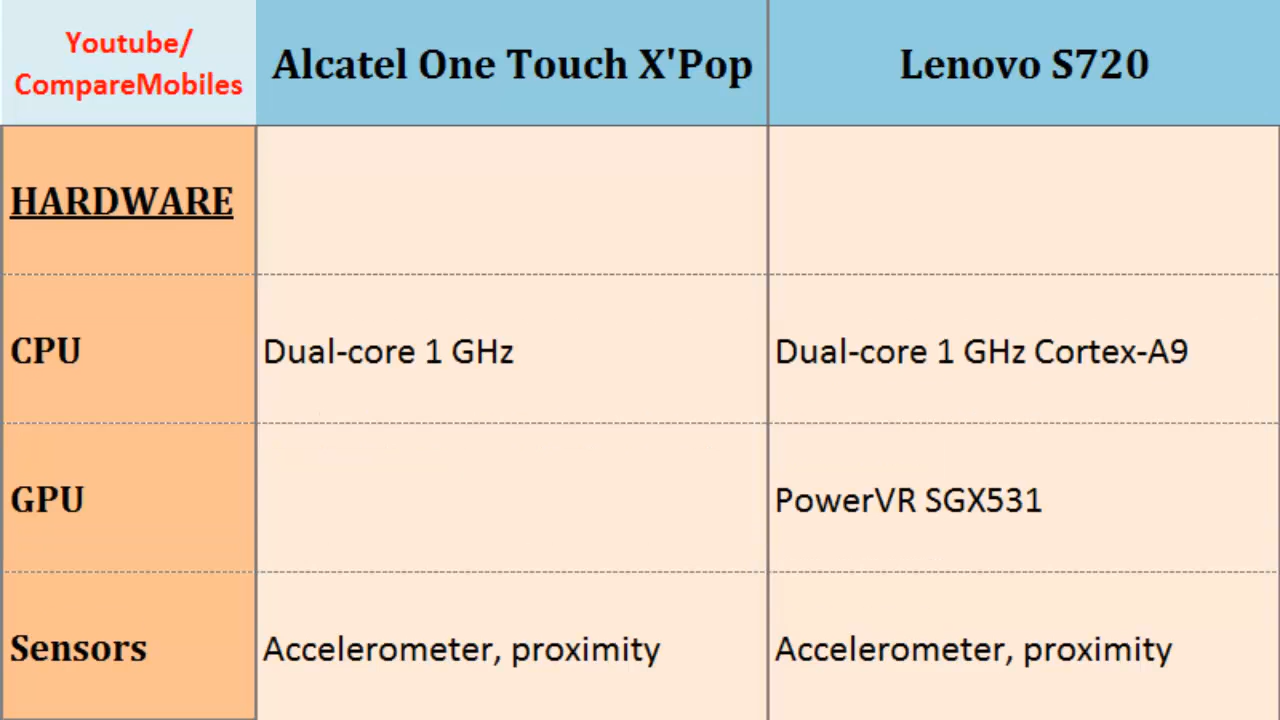 Youtube/
CompareMobiles
Alcatel One Touch X'Pop
Lenovo S720
HARDWARE
CPU
Dual-core 1 GHz
Dual-core 1 GHz Cortex-A9
GPU
PowerVR SGX531
Sensors
Accelerometer, proximity
Accelerometer, proximity